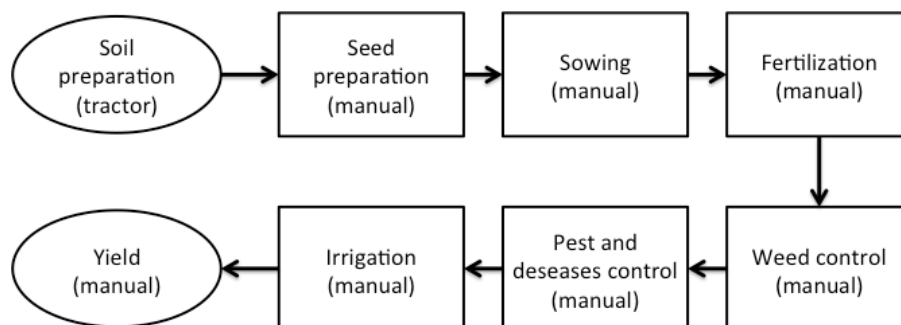 Soil
preparation
(tractor)
Seed
preparation
(manual)
Sowing
(manual)
Fertilization
(manual)
Weed control
(manual)
Pest and
deseases control
(manual)
Irrigation
(manual)
Yield
(manual)